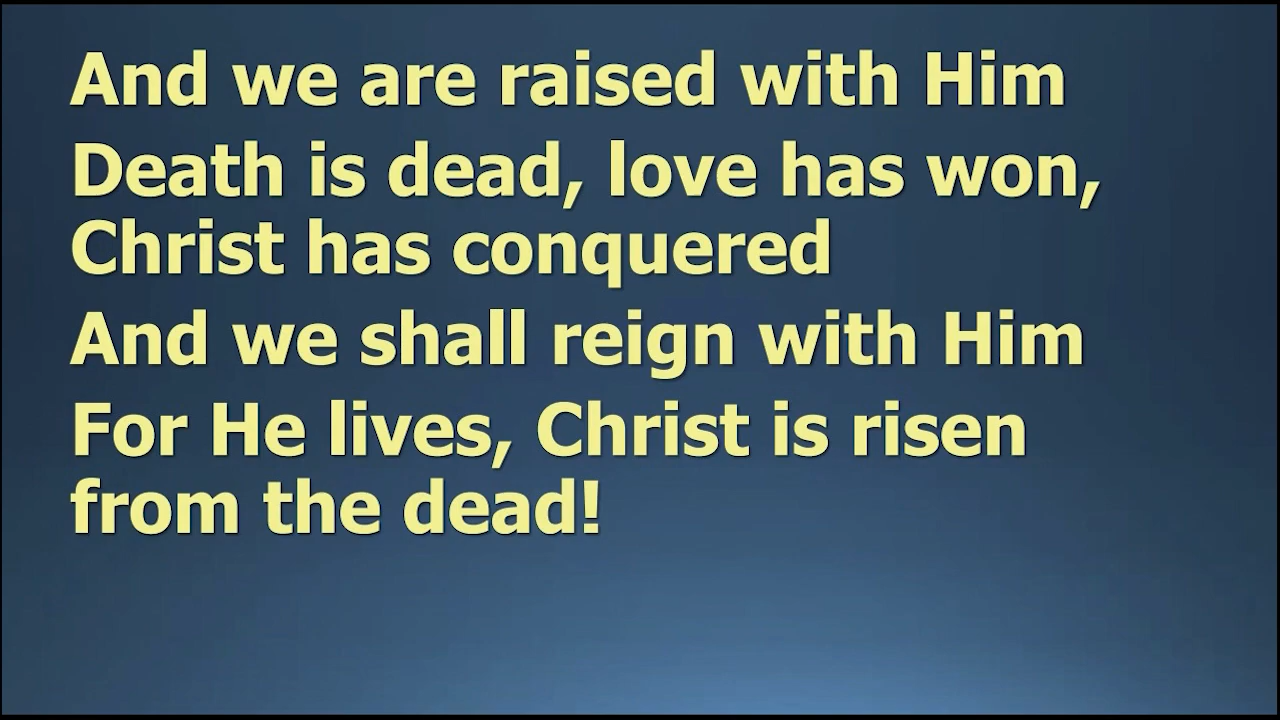 And we are raised with Him
Death is dead, love has won,
Christ has conquered
And we shall reign with Him
For He lives, Christ is risen
from the dead!